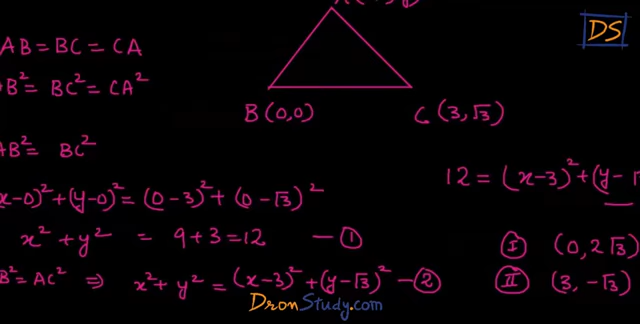 DS
AB = BC = CA
B² = BC² = CA²
B (0,0)
C (3, √3)
AB² = BC²
x-0)² + (y-0)² = (0-3)² + (0-√3)²
12 = (x-3)² + (y-
x² + y² = 9+3 = 12 — ①
Ⓘ (0, 2√3)
B² = AC² ⇒ x² + y² = (x-3)² + (y-√3)² — ②
Ⓘ︎Ⓘ (3, -√3)
DronStudy.com